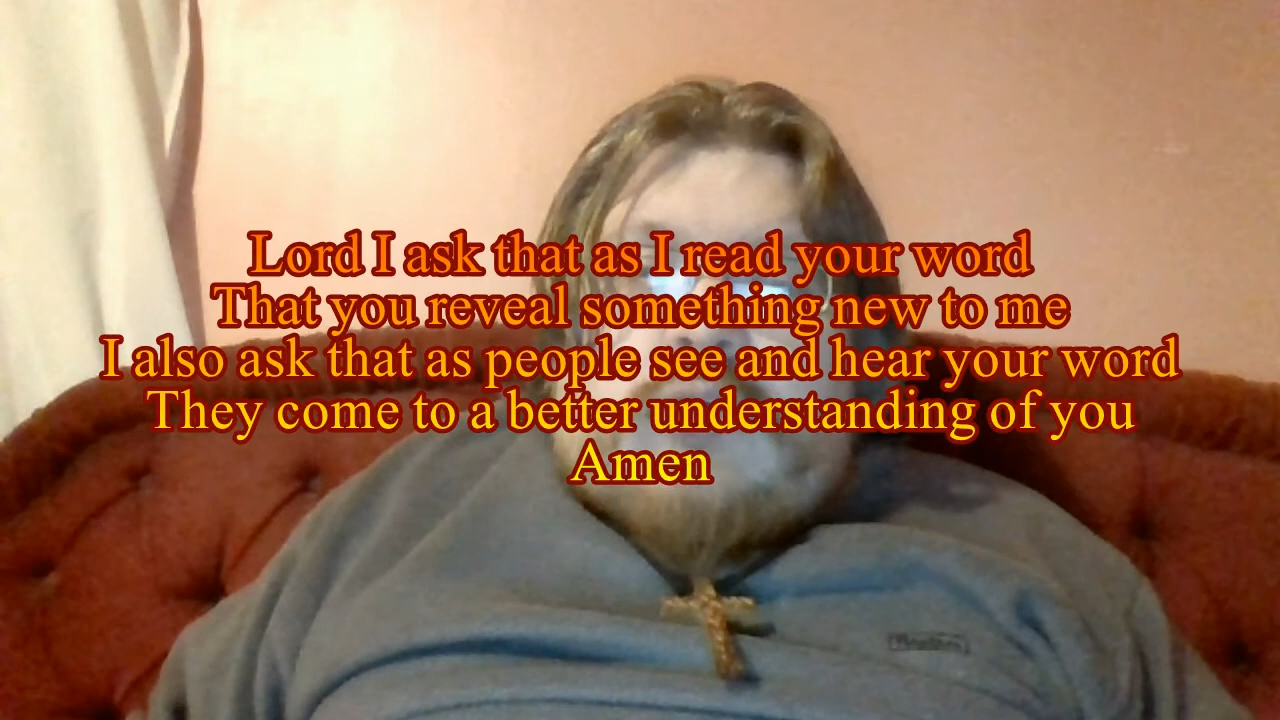 Lord I ask that as I read your word
That you reveal something new to me
I also ask that as people see and hear your word
They come to a better understanding of you
Amen